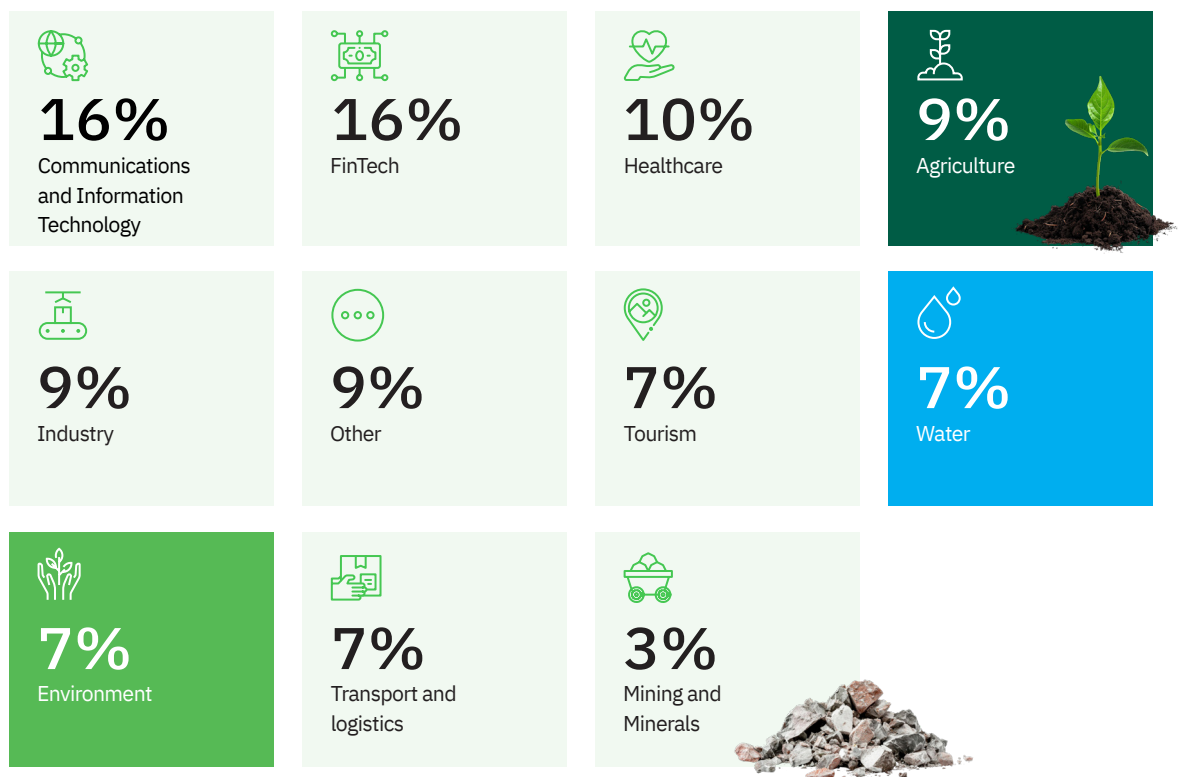 16%
Communications
and Information
Technology
16%
FinTech
10%
Healthcare
9%
Agriculture
9%
Industry
9%
Other
7%
Tourism
7%
Water
7%
Environment
7%
Transport and
logistics
3%
Mining and
Minerals